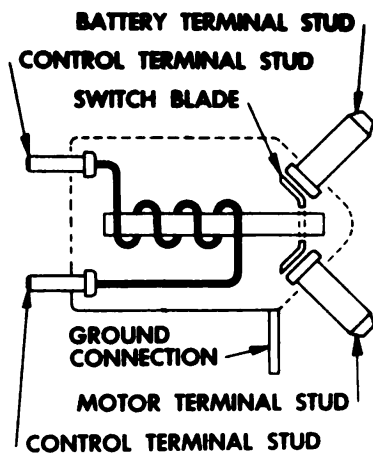 BATTERY TERMINAL STUD
CONTROL TERMINAL STUD
SWITCH BLADE
GROUND
CONNECTION
MOTOR TERMINAL STUD
CONTROL TERMINAL STUD